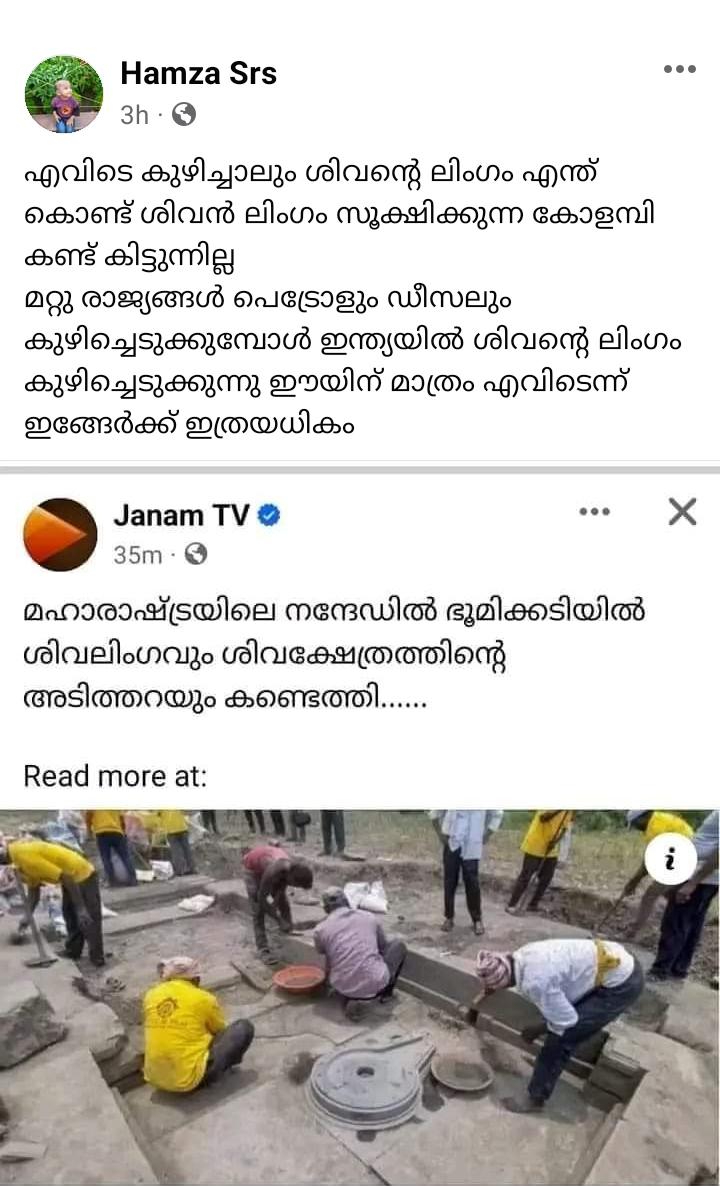 Hamza Srs
3h
എവിടെ കുഴിച്ചാലും ശിവന്റെ ലിംഗം എന്ത്
കൊണ്ട് ശിവൻ ലിംഗം സൂക്ഷിക്കുന്ന കോളമ്പി
കണ്ട് കിട്ടുന്നില്ല
മറ്റു രാജ്യങ്ങൾ പെട്രോളും ഡീസലും
കുഴിച്ചെടുക്കുമ്പോൾ ഇന്ത്യയിൽ ശിവന്റെ ലിംഗം
കുഴിച്ചെടുക്കുന്നു ഈയിന് മാത്രം എവിടെന്ന്
ഇങ്ങേർക്ക് ഇത്രയധികം
Janam TV
35m
മഹാരാഷ്ട്രയിലെ നന്ദേഡിൽ ഭൂമിക്കടിയിൽ
ശിവലിംഗവും ശിവക്ഷേത്രത്തിന്റെ
അടിത്തറയും കണ്ടെത്തി......
Read more at: